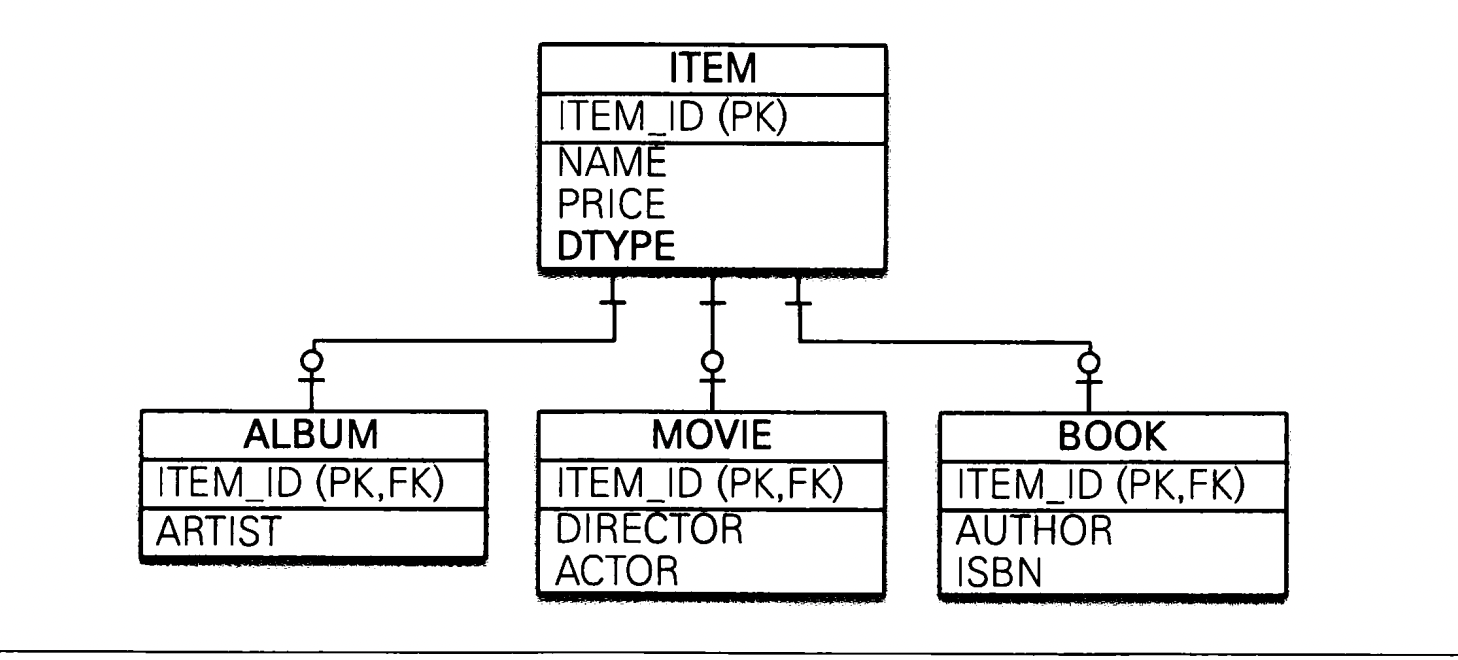 ITEM
ITEM_ID (PK)
NAME
PRICE
DTYPE
ALBUM
ITEM_ID (PK,FK)
ARTIST
MOVIE
ITEM_ID (PK,FK)
DIRECTOR
ACTOR
BOOK
ITEM_ID (PK,FK)
AUTHOR
ISBN